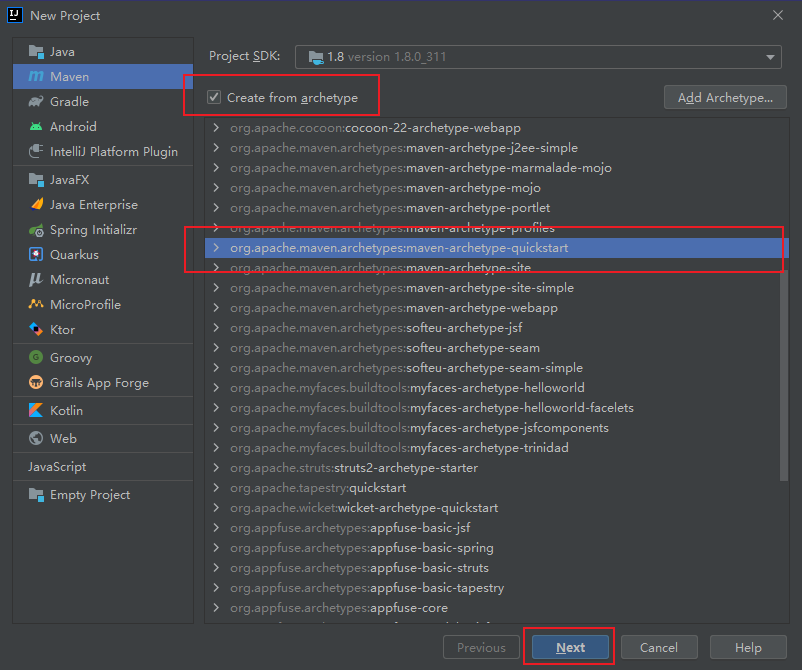 New Project
Java
Maven
Gradle
Android
IntelliJ Platform Plugin
JavaFX
Java Enterprise
Spring Initializr
Quarkus
Micronaut
MicroProfile
Ktor
Groovy
Grails App Forge
Kotlin
Web
JavaScript
Empty Project
Project SDK: 1.8 version 1.8.0_311
Create from archetype Add Archetype...
org.apache.cocoon:cocoon-22-archetype-webapp
org.apache.maven.archetypes:maven-archetype-j2ee-simple
org.apache.maven.archetypes:maven-archetype-marmalade-mojo
org.apache.maven.archetypes:maven-archetype-mojo
org.apache.maven.archetypes:maven-archetype-portlet
org.apache.maven.archetypes:maven-archetype-profiles
org.apache.maven.archetypes:maven-archetype-quickstart
org.apache.maven.archetypes:maven-archetype-site
org.apache.maven.archetypes:maven-archetype-site-simple
org.apache.maven.archetypes:maven-archetype-webapp
org.apache.maven.archetypes:softeu-archetype-jsf
org.apache.maven.archetypes:softeu-archetype-seam
org.apache.maven.archetypes:softeu-archetype-seam-simple
org.apache.myfaces.buildtools:myfaces-archetype-helloworld
org.apache.myfaces.buildtools:myfaces-archetype-helloworld-facelets
org.apache.myfaces.buildtools:myfaces-archetype-jsfcomponents
org.apache.myfaces.buildtools:myfaces-archetype-trinidad
org.apache.struts:struts2-archetype-starter
org.apache.tapestry:quickstart
org.apache.wicket:wicket-archetype-quickstart
org.appfuse.archetypes:appfuse-basic-jsf
org.appfuse.archetypes:appfuse-basic-spring
org.appfuse.archetypes:appfuse-basic-struts
org.appfuse.archetypes:appfuse-basic-tapestry
org.appfuse.archetypes:appfuse-core
Previous Next Cancel Help